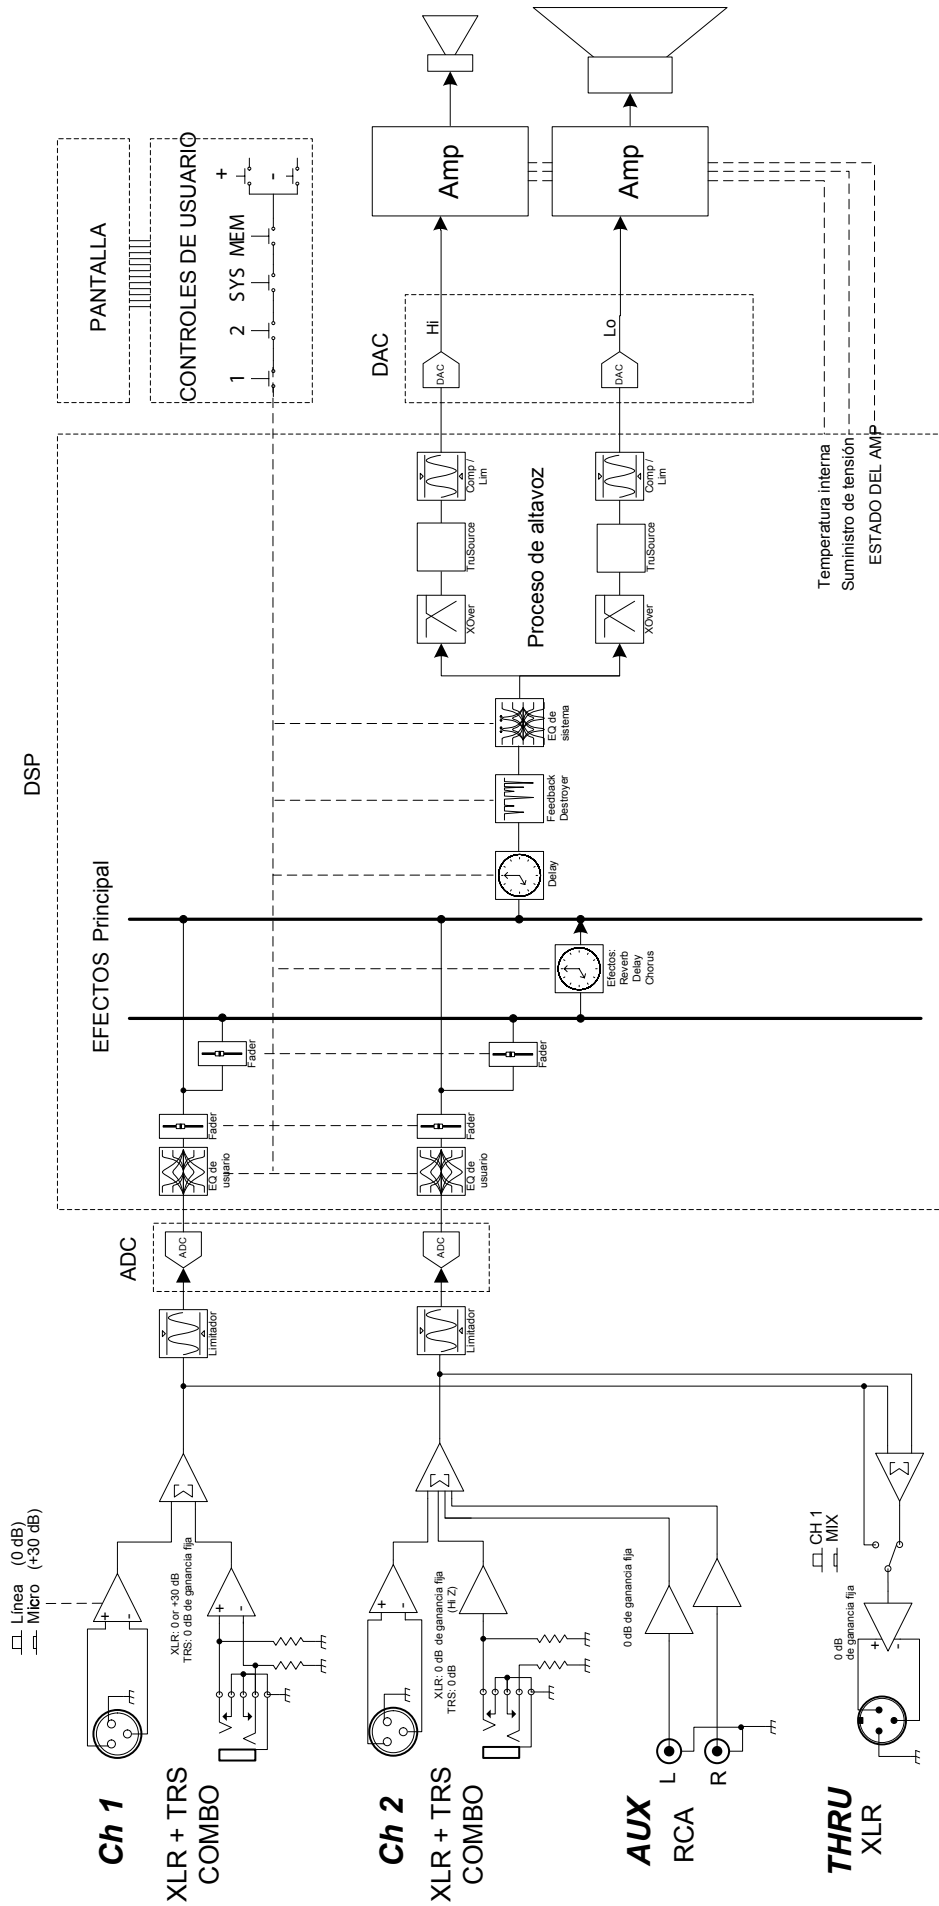 Línea (0 dB)
Micro (+30 dB)
Ch 1
XLR + TRS
COMBO
+
-
XLR: 0 or +30 dB
TRS: 0 dB de ganancia fija
Σ
Limitador
ADC
ADC
EQ de
usuario
Fader
Fader
Ch 2
XLR + TRS
COMBO
+
-
XLR: 0 dB de ganancia fija
TRS: 0 dB (Hi Z)
Σ
Limitador
ADC
EQ de
usuario
Fader
Fader
AUX
RCA
L
R
0 dB de ganancia fija
THRU
XLR
0 dB
de ganancia fija
+
-
CH 1
MIX
Σ
DSP
EFECTOS Principal
Efectos:
Reverb
Delay
Chorus
Delay
Feedback
Destroyer
EQ de
sistema
Proceso de altavoz
XOver
TruSource
Comp /
Lim
XOver
TruSource
Comp /
Lim
DAC
DAC
Hi
DAC
Lo
Amp
Amp
PANTALLA
CONTROLES DE USUARIO
1 2 SYS MEM + -
Temperatura interna
Suministro de tensión
ESTADO DEL AMP